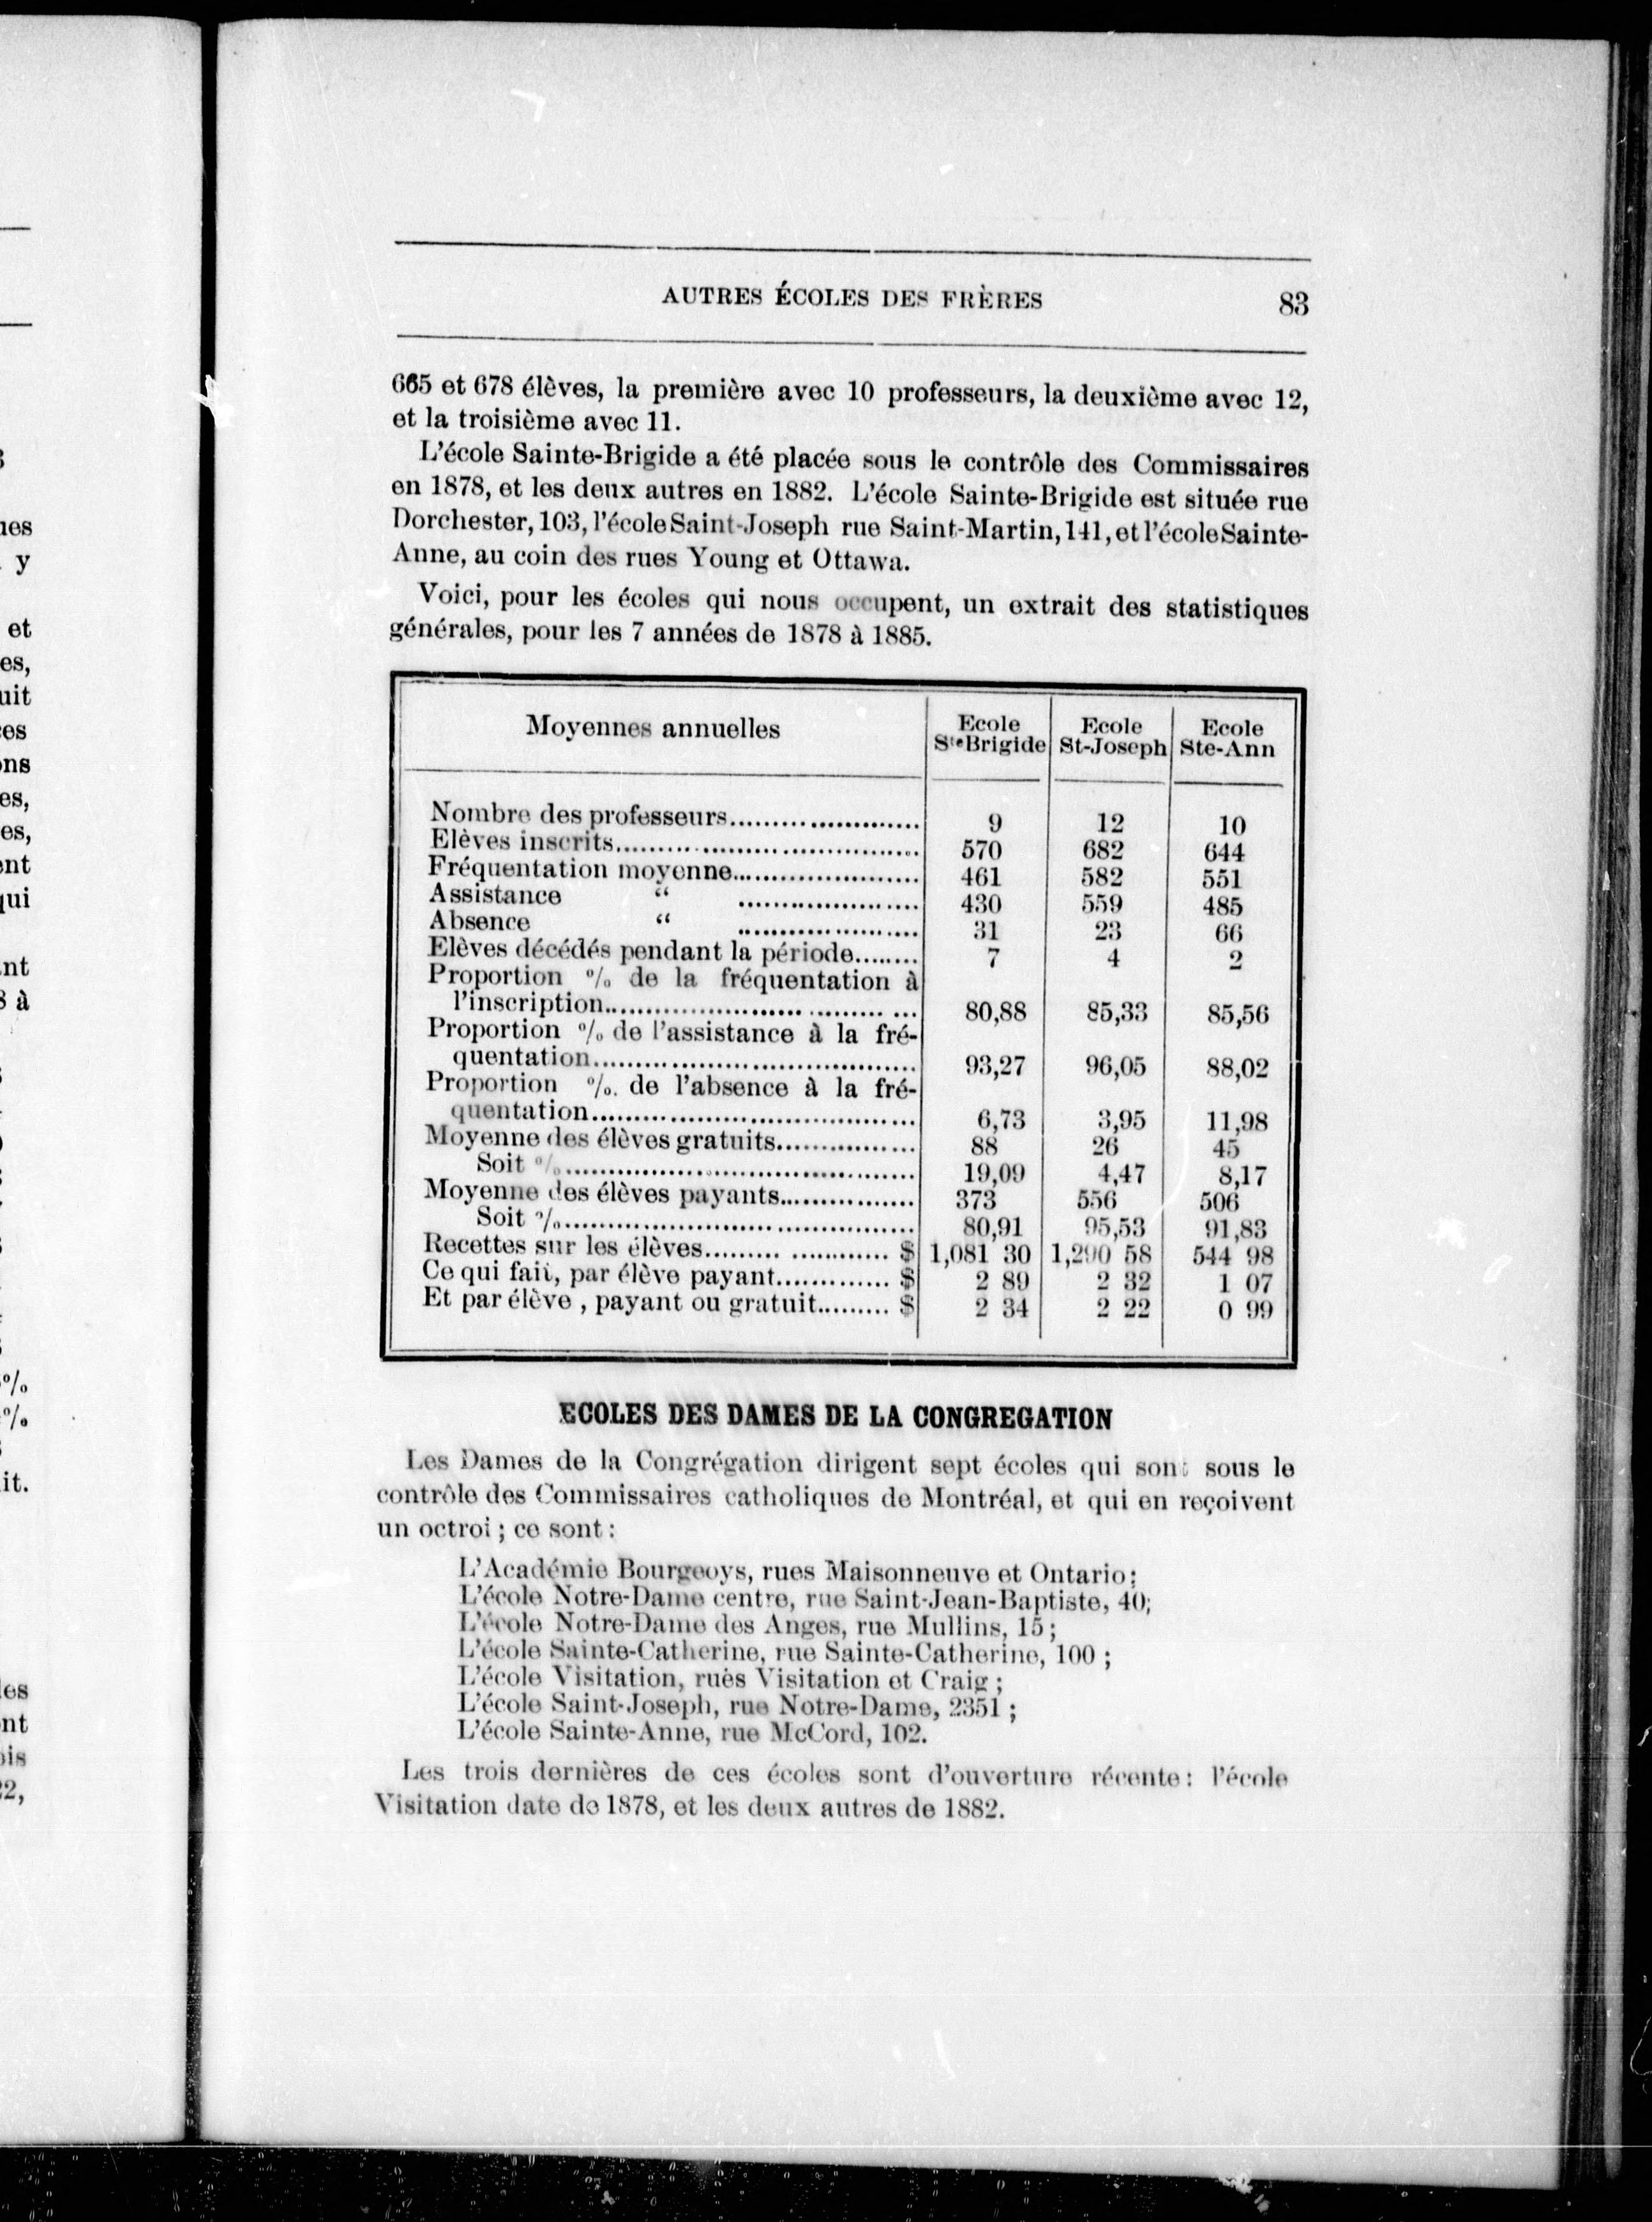 AUTRES ÉCOLES DES FRÈRES 83
665 et 678 élèves, la première avec 10 professeurs, la deuxième avec 12,
et la troisième avec 11.
L'école Sainte-Brigide a été placée sous le contrôle des Commissaires
en 1878, et les deux autres en 1882. L'école Sainte-Brigide est située rue
Dorchester, 103, l'école Saint-Joseph rue Saint-Martin, 141, et l'école Sainte-
Anne, au coin des rues Young et Ottawa.
Voici, pour les écoles qui nous occupent, un extrait des statistiques
générales, pour les 7 années de 1878 à 1885.
Moyennes annuelles | Ecole Ste Brigide | Ecole St-Joseph | Ecole Ste-Ann
Nombre des professeurs........................ 9 12 10
Elèves inscrits........................ 570 682 644
Fréquentation moyenne........................ 461 582 551
Assistance " ........................ 430 559 485
Absence " ........................ 31 23 66
Elèves décédés pendant la période........ 7 4 2
Proportion % de la fréquentation à
l'inscription........................ 80,88 85,33 85,56
Proportion % de l'assistance à la fré-
quentation........................ 93,27 96,05 88,02
Proportion %. de l'absence à la fré-
quentation........................ 6,73 3,95 11,98
Moyenne des élèves gratuits................ 88 26 45
Soit %........................ 19,09 4,47 8,17
Moyenne des élèves payants................ 373 556 506
Soit %........................ 80,91 95,53 91,83
Recettes sur les élèves................ $ 1,081 30 1,290 58 544 98
Ce qui fait, par élève payant............. $ 2 89 2 32 1 07
Et par élève , payant ou gratuit......... $ 2 34 2 22 0 99
ECOLES DES DAMES DE LA CONGREGATION
Les Dames de la Congrégation dirigent sept écoles qui sont sous le
contrôle des Commissaires catholiques de Montréal, et qui en reçoivent
un octroi ; ce sont :
L'Académie Bourgeoys, rues Maisonneuve et Ontario;
L'école Notre-Dame centre, rue Saint-Jean-Baptiste, 40;
L'école Notre-Dame des Anges, rue Mullins, 15 ;
L'école Sainte-Catherine, rue Sainte-Catherine, 100 ;
L'école Visitation, rues Visitation et Craig ;
L'école Saint-Joseph, rue Notre-Dame, 2351 ;
L'école Sainte-Anne, rue McCord, 102.
Les trois dernières de ces écoles sont d'ouverture récente : l'école
Visitation date de 1878, et les deux autres de 1882.